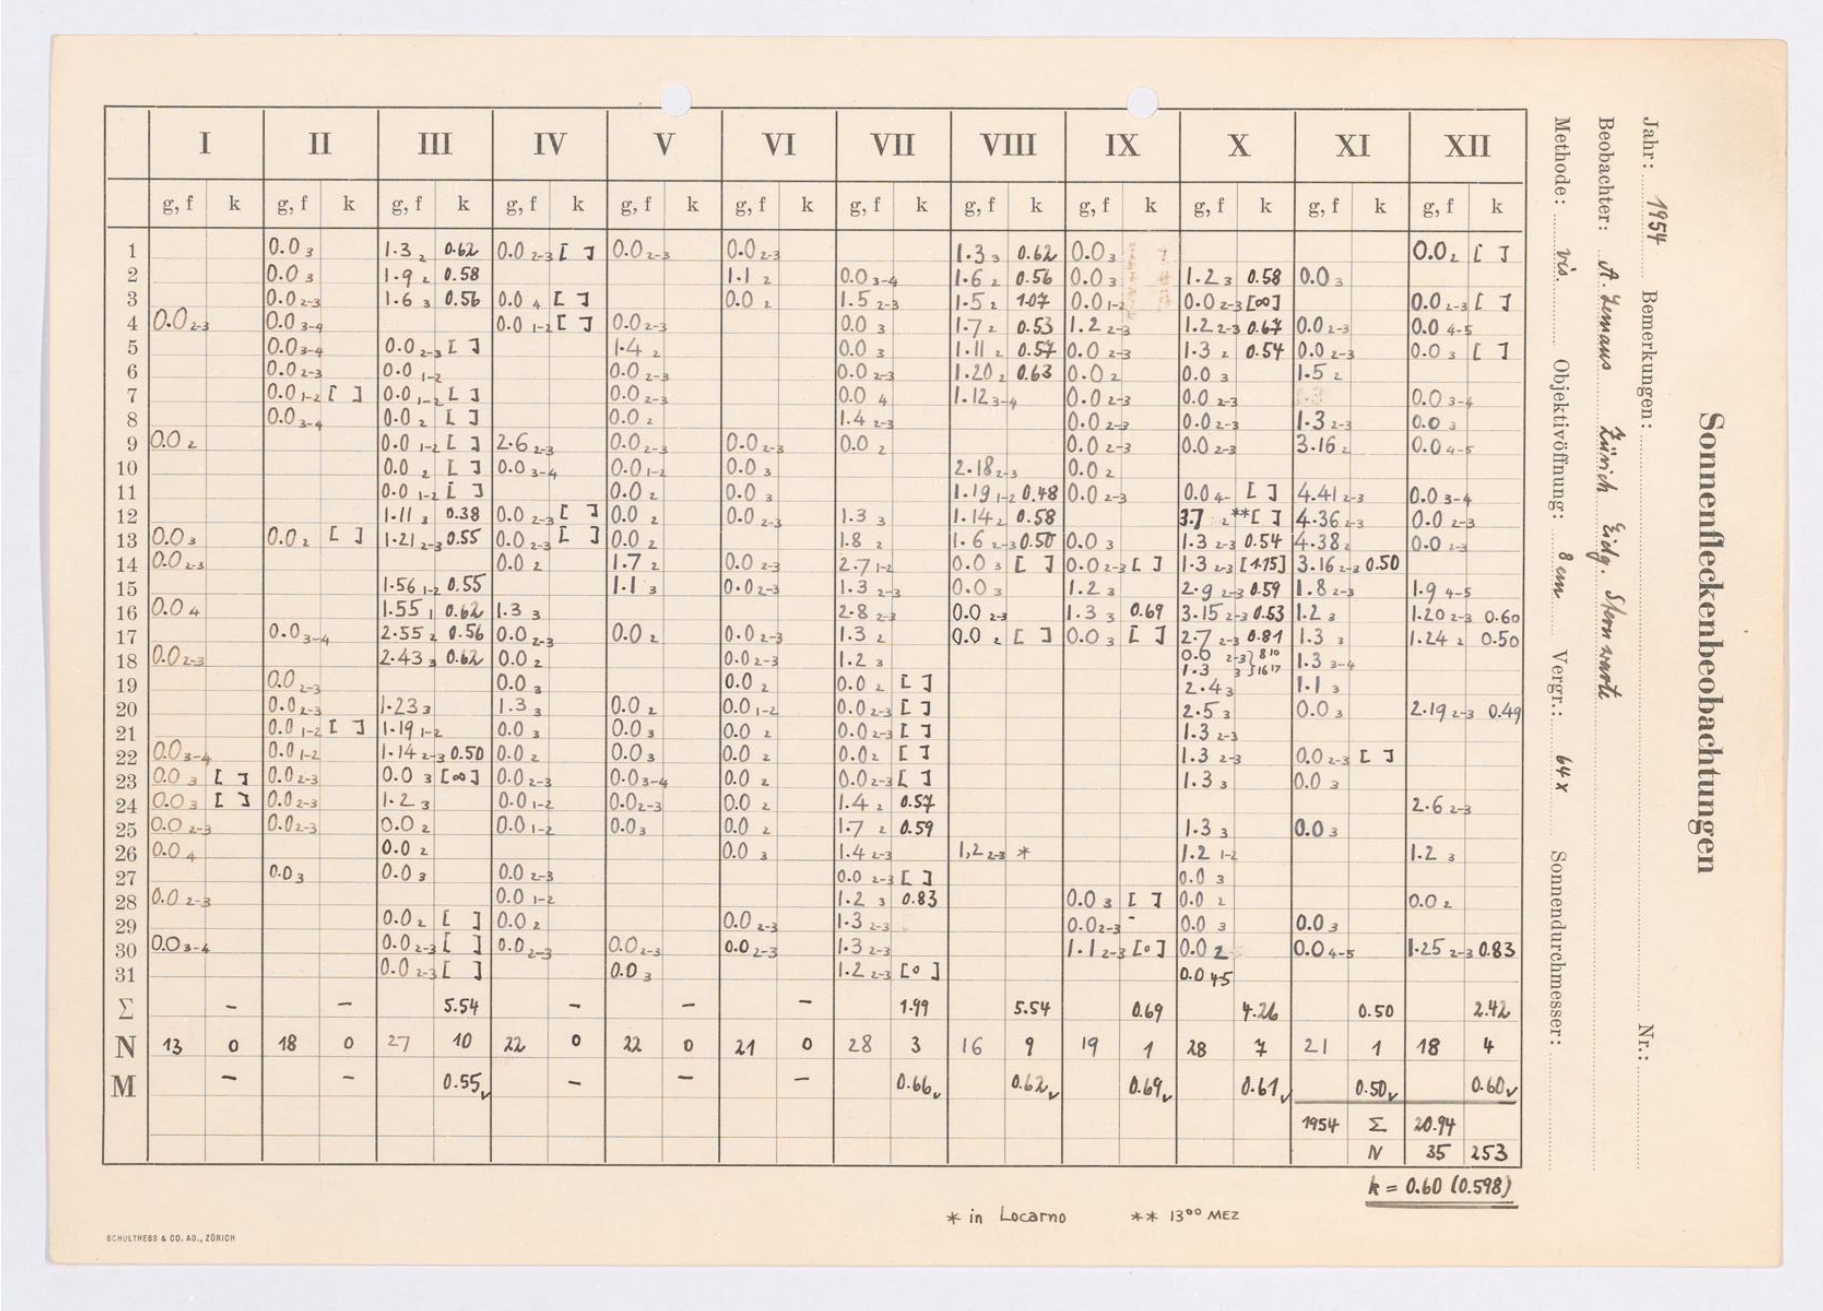 I II III IV V VI VII VIII IX X XI XII
g, f k g, f k g, f k g, f k g, f k g, f k g, f k g, f k g, f k g, f k g, f k g, f k
1 0.0 3 1.3 2 0.62 0.0 2-3 [ ] 0.0 2-3 0.0 2-3 1.3 3 0.62 0.0 3 0.0 2 [ ]
2 0.0 3 1.9 2 0.58 1.1 2 0.0 3-4 1.6 2 0.56 0.0 3 1.2 3 0.58 0.0 3
3 0.0 2-3 1.6 3 0.56 0.0 4 [ ] 0.0 2 1.5 2-3 1.5 2 1.07 0.0 1-2 0.0 2-3 [∞] 0.0 2-3 [ ]
4 0.0 2-3 0.0 3-4 0.0 1-2 [ ] 0.0 2-3 0.0 3 1.7 2 0.53 1.2 2-3 1.2 2-3 0.67 0.0 2-3 0.0 4-5
5 0.0 3-4 0.0 2-3 [ ] 1.4 2 0.0 3 1.11 2 0.57 0.0 2-3 1.3 2 0.54 0.0 2-3 0.0 3 [ ]
6 0.0 2-3 0.0 1-2 0.0 2-3 0.0 2-3 1.20 2 0.63 0.0 2 0.0 3 1.5 2
7 0.0 1-2 [ ] 0.0 1-2 [ ] 0.0 2-3 0.0 4 1.12 3-4 0.0 2-3 0.0 2-3 0.0 3-4
8 0.0 3-4 0.0 2 [ ] 0.0 2 1.4 2-3 0.0 2-3 0.0 2-3 1.3 2-3 0.0 3
9 0.0 2 0.0 1-2 [ ] 2.6 2-3 0.0 2-3 0.0 2-3 0.0 2 0.0 2-3 0.0 2-3 3.16 2 0.0 4-5
10 0.0 2 [ ] 0.0 3-4 0.0 1-2 0.0 3 2.18 2-3 0.0 2
11 0.0 1-2 [ ] 0.0 2 0.0 3 1.19 1-2 0.48 0.0 2-3 0.0 4- [ ] 4.41 2-3 0.0 3-4
12 1.11 3 0.38 0.0 2-3 [ ] 0.0 2 0.0 2-3 1.3 3 1.14 2 0.58 3.7 2 ** [ ] 4.36 2-3 0.0 2-3
13 0.0 3 0.0 2 [ ] 1.21 2-3 0.55 0.0 2-3 [ ] 0.0 2 1.8 2 1.6 2-3 0.50 0.0 3 1.3 2-3 0.54 4.38 2 0.0 2-3
14 0.0 2-3 0.0 2 1.7 2 0.0 2-3 2.7 1-2 0.0 3 [ ] 0.0 2-3 [ ] 1.3 2-3 [1.15] 3.16 2-3 0.50
15 1.56 1-2 0.55 1.1 3 0.0 2-3 1.3 2-3 0.0 3 1.2 3 2.9 2-3 0.59 1.8 2-3 1.9 4-5
16 0.0 4 1.55 1 0.62 1.3 3 2.8 2-3 0.0 2-3 1.3 3 0.69 3.15 2-3 0.53 1.2 3 1.20 2-3 0.60
17 0.0 3-4 2.55 2 0.56 0.0 2-3 0.0 2 0.0 2-3 1.3 2 0.0 2 [ ] 0.0 3 [ ] 2.7 2-3 0.81 1.3 3 1.24 2 0.50
18 0.0 2-3 2.43 3 0.62 0.0 2 0.0 2-3 1.2 3 0.0 2-3 } 8 10 1.3 3-4
1.3 3 } 16 17
19 0.0 2-3 0.0 3 0.0 2 0.0 2 [ ] 2.4 3 1.1 3
20 0.0 2-3 1.23 3 1.3 3 0.0 2 0.0 1-2 0.0 2-3 [ ] 2.5 3 0.0 3 2.19 2-3 0.49
21 0.0 1-2 [ ] 1.19 1-2 0.0 3 0.0 3 0.0 2 0.0 2-3 [ ] 1.3 2-3
22 0.0 3-4 0.0 1-2 1.14 2-3 0.50 0.0 2 0.0 3 0.0 2 0.0 2 [ ] 1.3 2-3 0.0 2-3 [ ]
23 0.0 3 [ ] 0.0 2-3 0.0 3 [∞] 0.0 2-3 0.0 3-4 0.0 2 0.0 2-3 [ ] 1.3 3 0.0 3
24 0.0 3 [ ] 0.0 2-3 1.2 3 0.0 1-2 0.0 2-3 0.0 2 1.4 2 0.57 2.6 2-3
25 0.0 2-3 0.0 2-3 0.0 2 0.0 1-2 0.0 3 0.0 2 1.7 2 0.59 1.3 3 0.0 3
26 0.0 4 0.0 2 0.0 3 1.4 2-3 1,2 2-3 * 1.2 1-2 1.2 3
27 0.0 3 0.0 3 0.0 2-3 0.0 2-3 [ ] 0.0 3
28 0.0 2-3 0.0 1-2 1.2 3 0.83 0.0 3 [ ] 0.0 2 0.0 2
29 0.0 2 [ ] 0.0 2 0.0 2-3 1.3 2-3 0.0 2-3 - 0.0 3 0.0 3
30 0.0 3-4 0.0 2-3 [ ] 0.0 2-3 0.0 2-3 0.0 2-3 1.3 2-3 1.1 2-3 [0] 0.0 2 0.0 4-5 1.25 2-3 0.83
31 0.0 2-3 [ ] 0.0 3 1.2 2-3 [0] 0.0 4-5
Σ – – 5.54 – – – 1.99 5.54 0.69 4.26 0.50 2.42
N 13 0 18 0 27 10 22 0 22 0 21 0 28 3 16 9 19 1 28 7 21 1 18 4
M – – 0.55 – – – 0.66 0.62 0.69 0.61 0.50 0.60
1954 Σ 20.94
N 35 253
k = 0.60 (0.598)
* in Locarno ** 13⁰⁰ MEZ
SCHULTHESS & CO. AG., ZÜRICH
Sonnenfleckenbeobachtungen
Jahr: 1954 Bemerkungen: Nr.:
Beobachter: A. Zürich Eidg. Sternwarte
Methode: vis. Objektivöffnung: 8 cm Vergr.: 64 x Sonnendurchmesser: